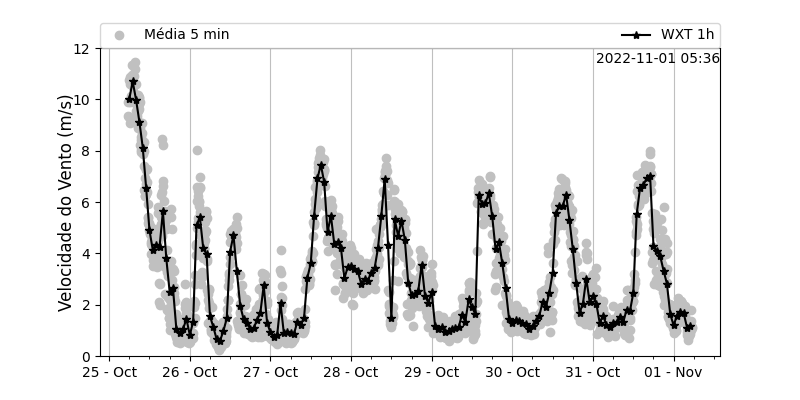 Média 5 min
WXT 1h
2022-11-01 05:36
Velocidade do Vento (m/s)
12
10
8
6
4
2
0
25 - Oct
26 - Oct
27 - Oct
28 - Oct
29 - Oct
30 - Oct
31 - Oct
01 - Nov